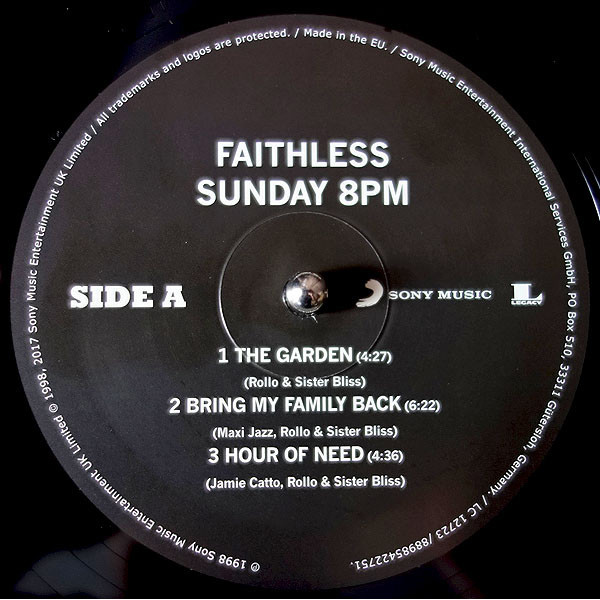 FAITHLESS
SUNDAY 8PM
SIDE A
SONY MUSIC
L
LEGACY
1 THE GARDEN (4:27)
(Rollo & Sister Bliss)
2 BRING MY FAMILY BACK (6:22)
(Maxi Jazz, Rollo & Sister Bliss)
3 HOUR OF NEED (4:36)
(Jamie Catto, Rollo & Sister Bliss)
℗ 1998 Sony Music Entertainment UK Limited © 1998, 2017 Sony Music Entertainment UK Limited / All trademarks and logos are protected. / Made in the EU. / Sony Music Entertainment International Services GmbH, PO Box 510, 33311 Gütersloh, Germany. / LC 12723 /88985422751.